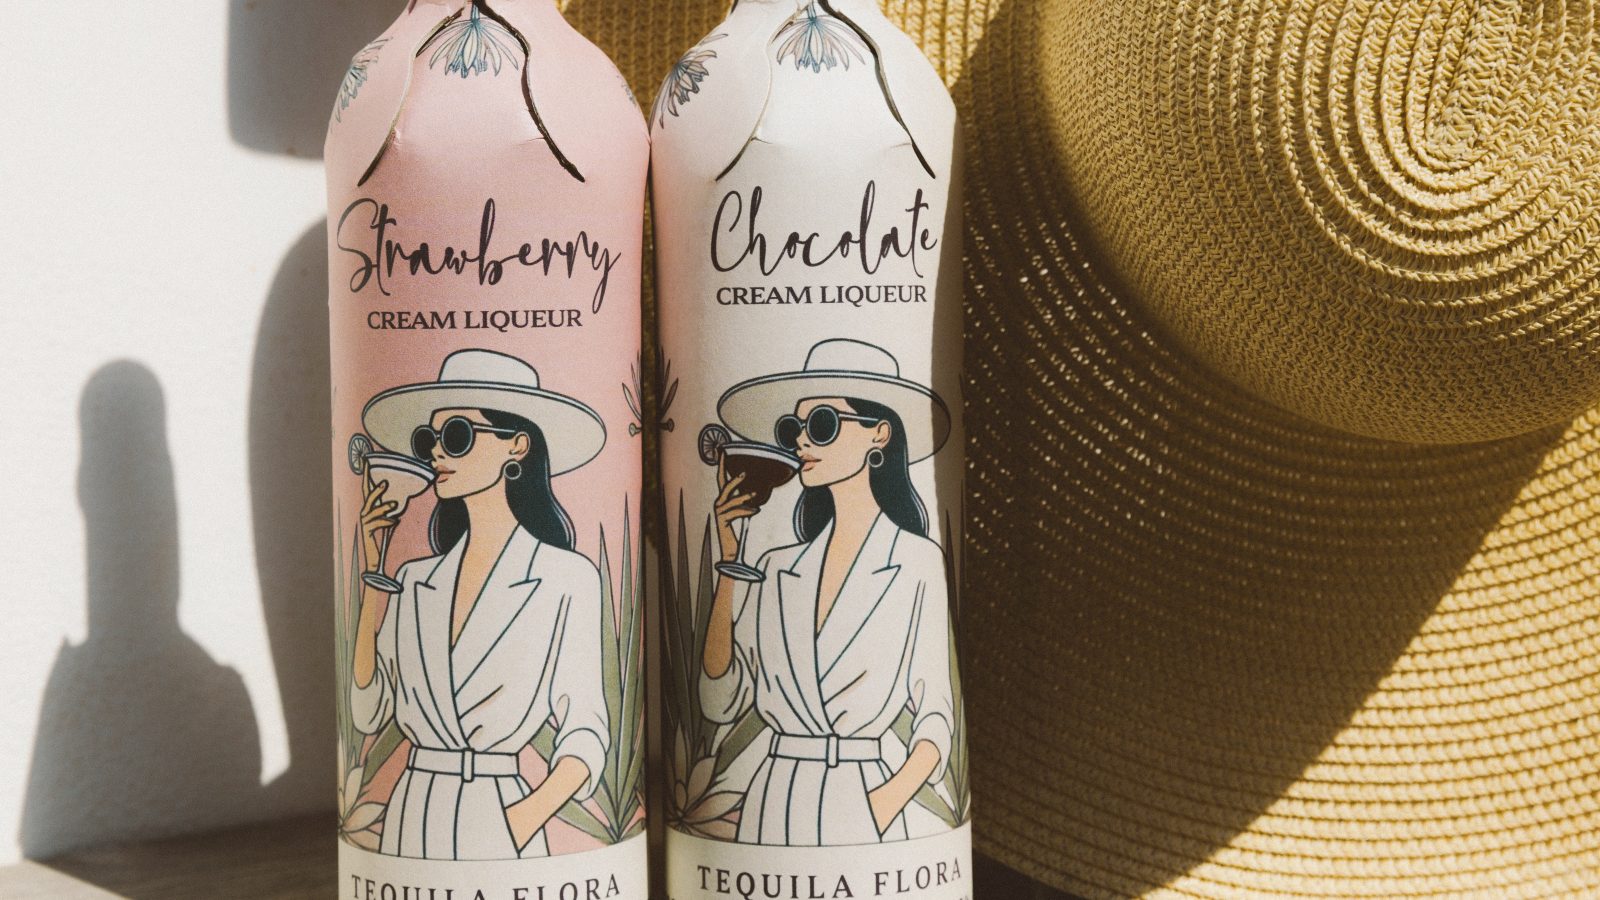 Strawberry
CREAM LIQUEUR
TEQUILA FLORA
Chocolate
CREAM LIQUEUR
TEQUILA FLORA